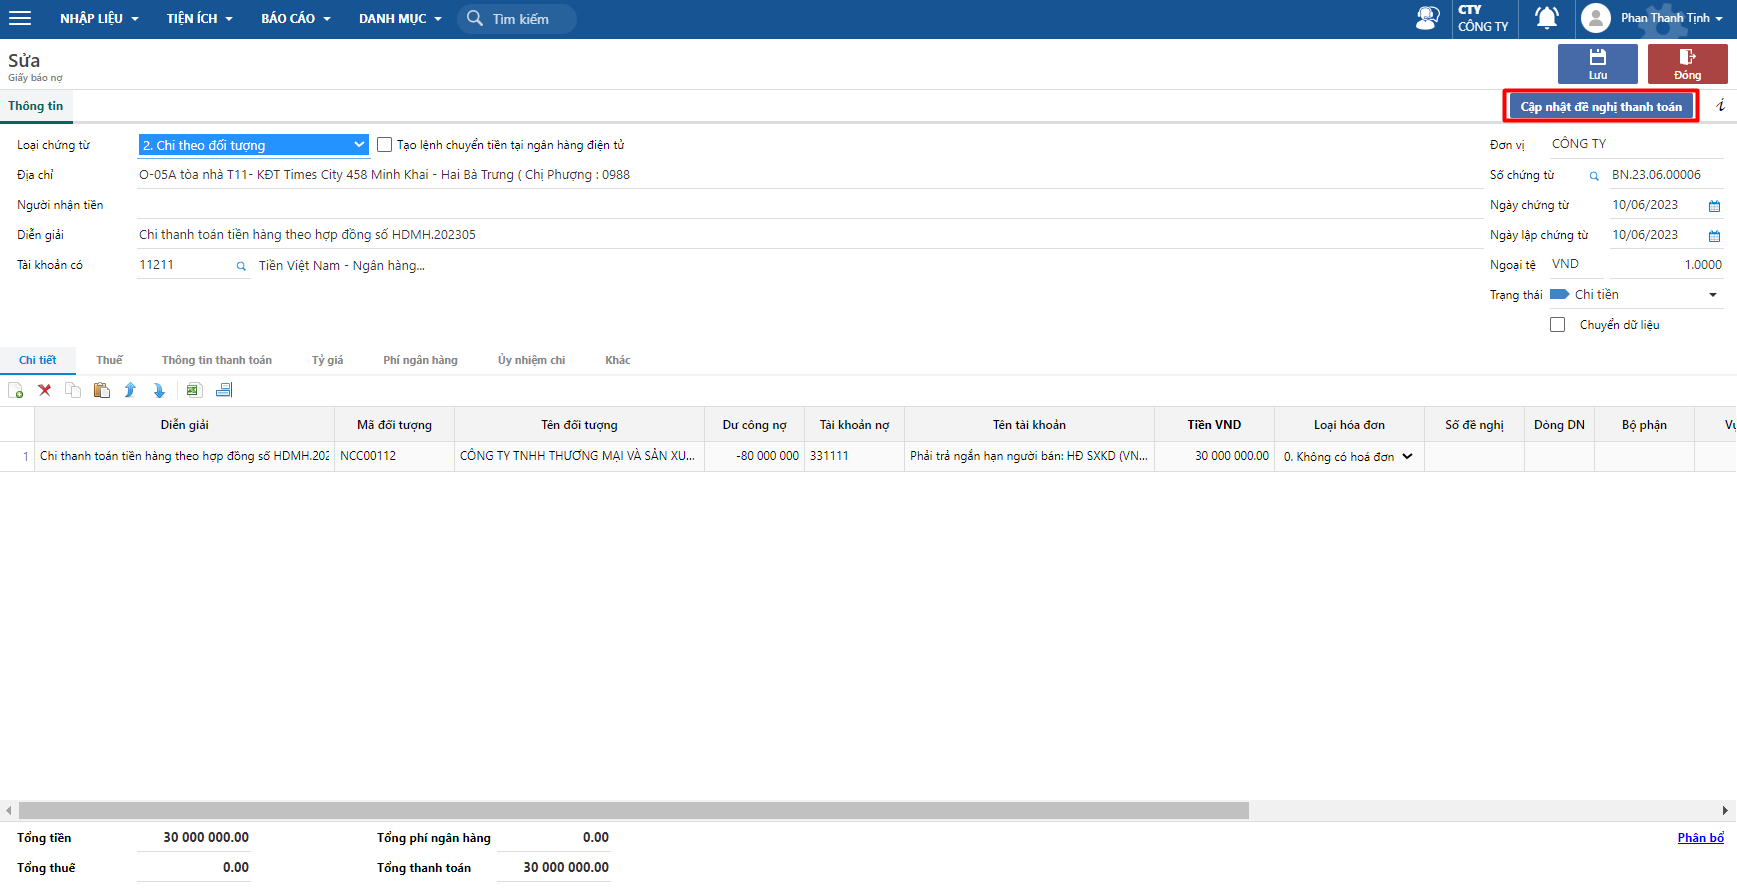 NHẬP LIỆU TIỆN ÍCH BÁO CÁO DANH MỤC Tìm kiếm CTY CÔNG TY Phan Thanh Tịnh
Sửa
Giấy báo nợ
Lưu Đóng
Thông tin Cập nhật đề nghị thanh toán i
Loại chứng từ 2. Chi theo đối tượng Tạo lệnh chuyển tiền tại ngân hàng điện tử Đơn vị CÔNG TY
Địa chỉ O-05A tòa nhà T11- KĐT Times City 458 Minh Khai - Hai Bà Trưng ( Chị Phượng : 0988 Số chứng từ BN.23.06.00006
Người nhận tiền Ngày chứng từ 10/06/2023
Diễn giải Chi thanh toán tiền hàng theo hợp đồng số HDMH.202305 Ngày lập chứng từ 10/06/2023
Tài khoản có 11211 Tiền Việt Nam - Ngân hàng... Ngoại tệ VND 1.0000
Trạng thái Chi tiền
Chuyển dữ liệu
Chi tiết Thuế Thông tin thanh toán Tỷ giá Phí ngân hàng Ủy nhiệm chi Khác
Diễn giải Mã đối tượng Tên đối tượng Dư công nợ Tài khoản nợ Tên tài khoản Tiền VND Loại hóa đơn Số đề nghị Dòng DN Bộ phận Vụ
1 Chi thanh toán tiền hàng theo hợp đồng số HDMH.202 NCC00112 CÔNG TY TNHH THƯƠNG MẠI VÀ SẢN XU... -80 000 000 331111 Phải trả ngắn hạn người bán: HĐ SXKD (VN... 30 000 000.00 0. Không có hoá đơn
Tổng tiền 30 000 000.00 Tổng phí ngân hàng 0.00 Phân bổ
Tổng thuế 0.00 Tổng thanh toán 30 000 000.00